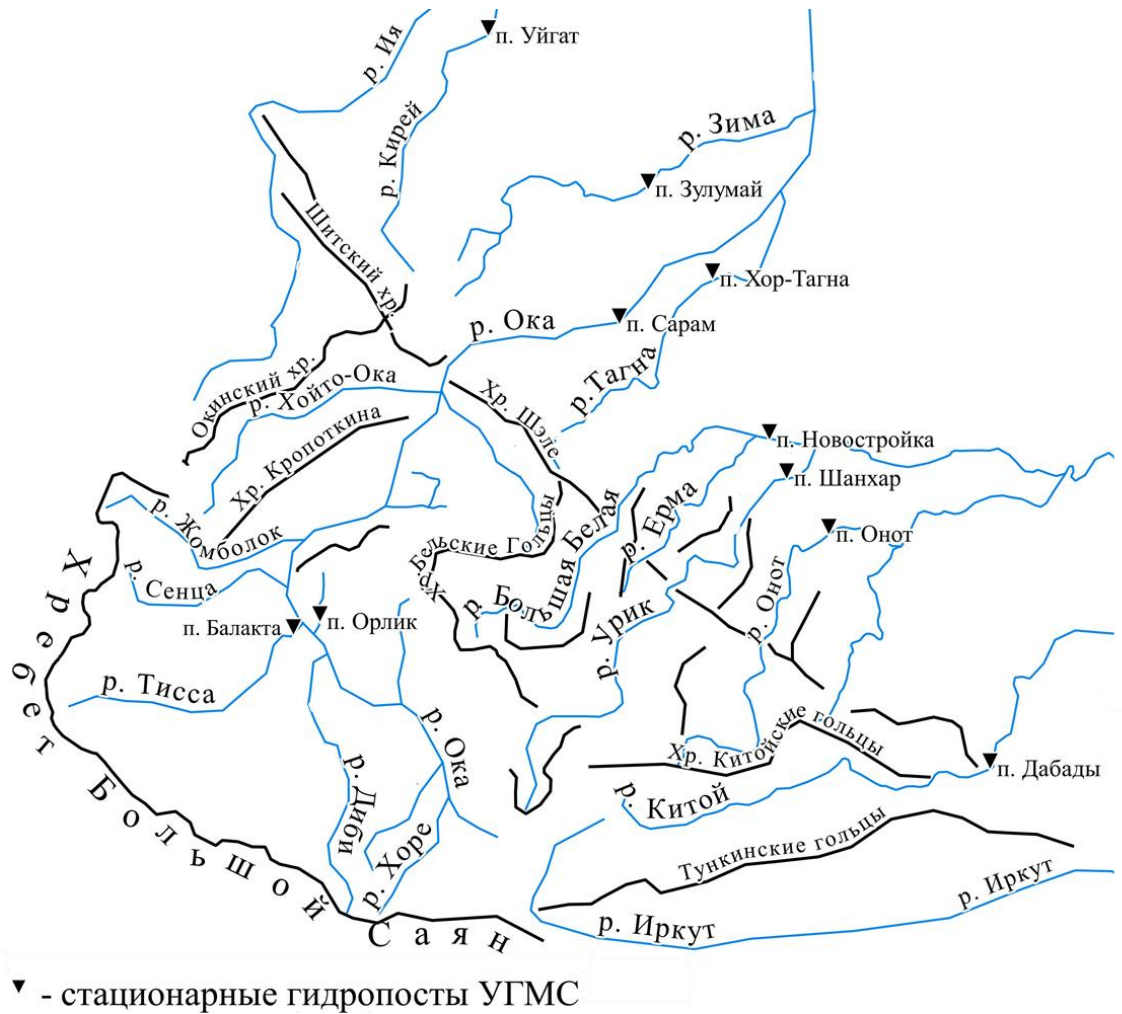 р. Ия
п. Уйгат
р. Кирей
р. Зима
п. Зулумай
Шитский хр.
п. Хор-Тагна
р. Ока
п. Сарам
р. Тагна
Окинский хр.
р. Хойто-Ока
Хр. Шэле
Хр. Кропоткина
п. Новостройка
п. Шанхар
р. Жомболок
Хр. Бельские Гольцы
р. Большая Белая
р. Ерма
п. Онот
р. Сенца
п. Балакта
п. Орлик
р. Урик
р. Онот
р. Тисса
р. Ока
Хр. Китойские гольцы
п. Дабады
р. Диби
р. Китой
р. Хоре
Тункинские гольцы
р. Иркут
р. Иркут
Хребет Большой Саян
- стационарные гидропосты УГМС